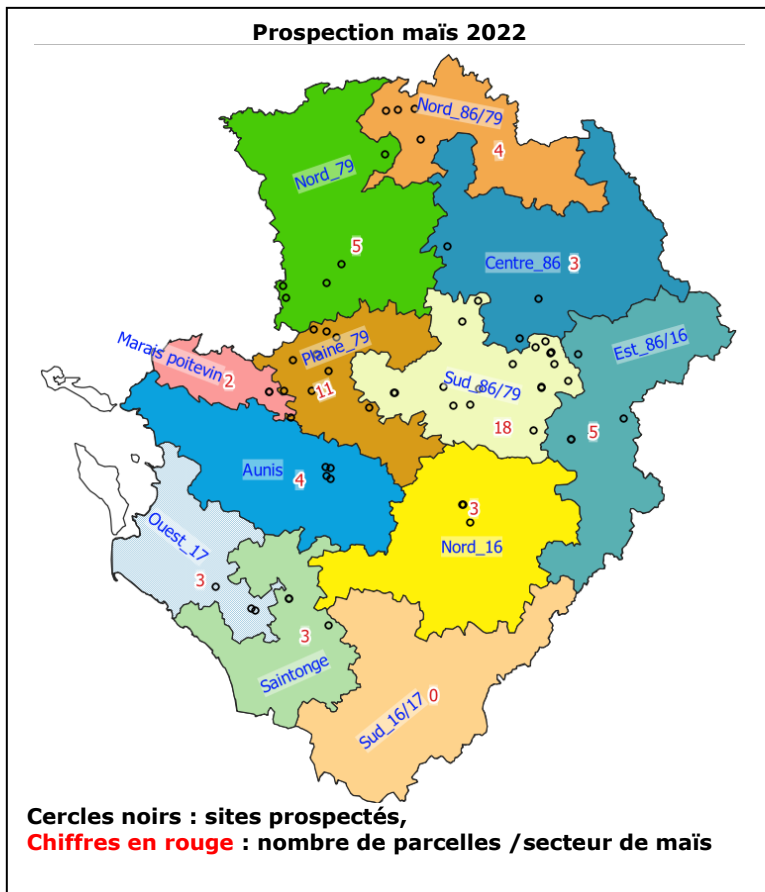 Prospection maïs 2022
Nord_86/79
4
Nord_79
5
Centre_86 3
Est_86/16
5
Marais poitevin
2
Plaine_79
11
Sud_86/79
18
Aunis
4
3
Nord_16
Ouest_17
3
3
Saintonge
Sud_16/17
0
Cercles noirs : sites prospectés,
Chiffres en rouge : nombre de parcelles /secteur de maïs